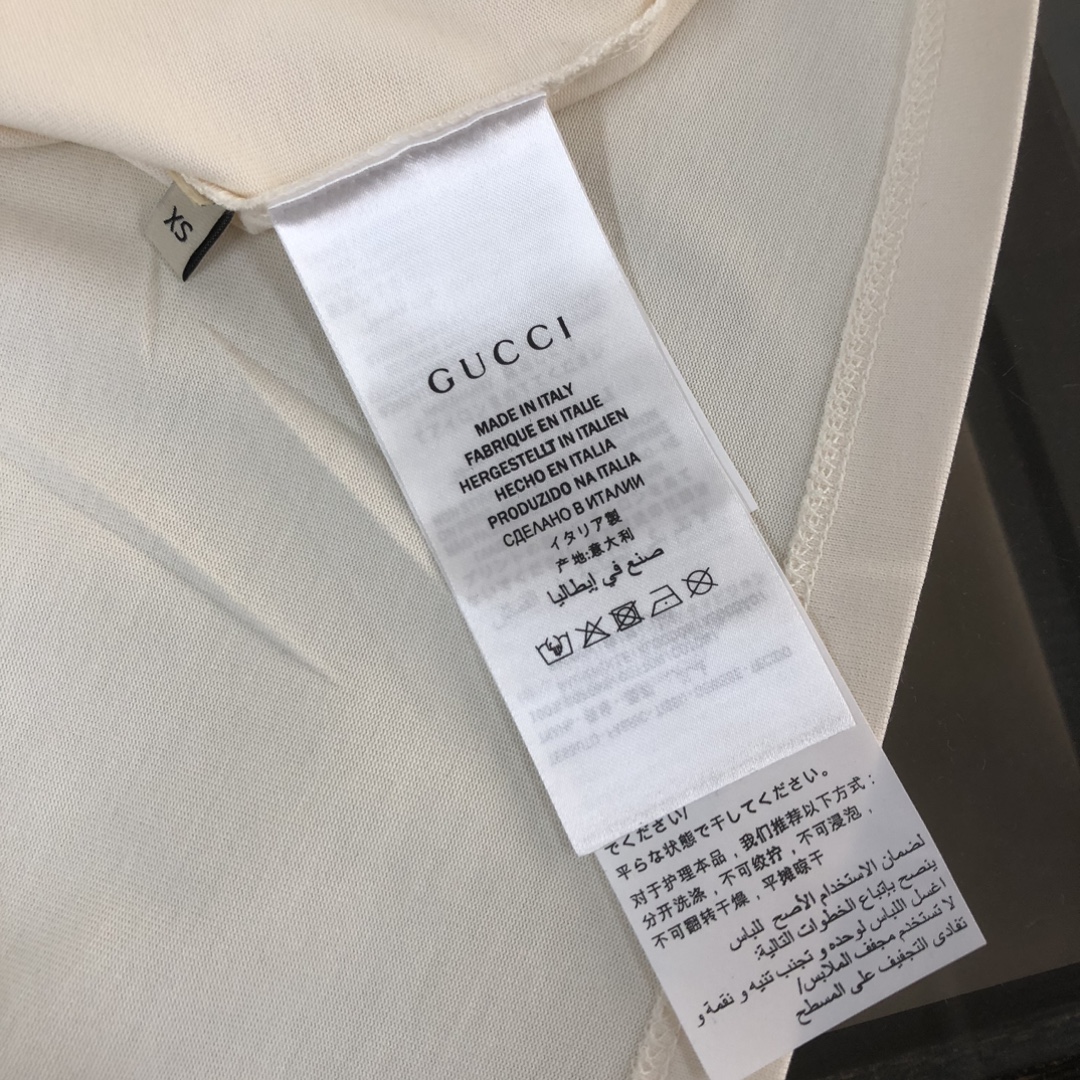 XS
GUCCI
MADE IN ITALY
FABRIQUE EN ITALIE
HERGESTELLT IN ITALIEN
HECHO EN ITALIA
PRODUZIDO NA ITALIA
СДЕЛАНО В ИТАЛИИ
イタリア製
产地:意大利
صنع في إيطاليا
でください/
平らな状態で干してください。
对于护理本品，我们推荐以下方式：
分开洗涤，不可绞拧，不可浸泡，
不可翻转干燥，平摊晾干
لضمان الاستخدام الأصح للباس
ينصح بإتباع الخطوات التالية:
اغسل اللباس لوحده و تجنب تنيه و نقمة و
لا تستخدم مجفف الملابس/
تفادى التجفيف على المسطح